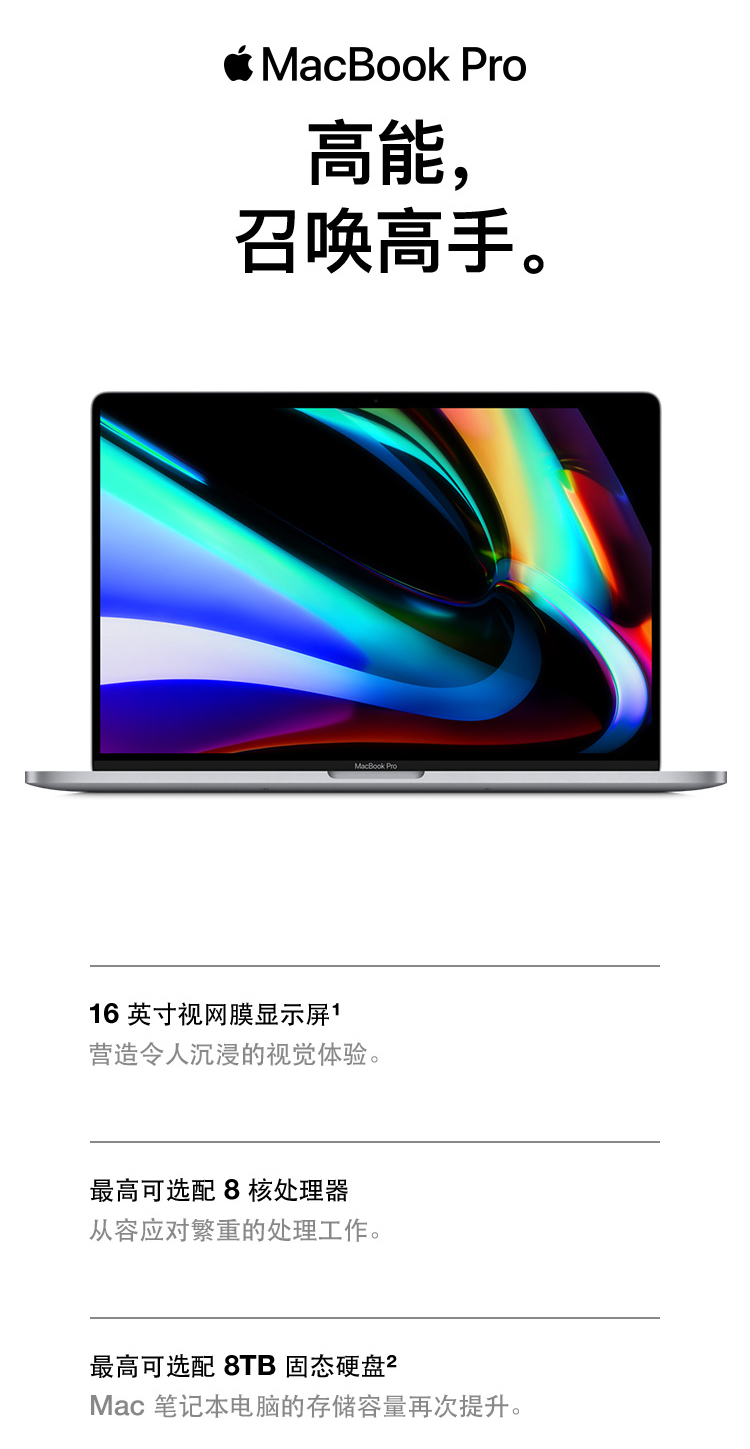 MacBook Pro
高能，
召唤高手。
MacBook Pro
16 英寸视网膜显示屏¹
营造令人沉浸的视觉体验。
最高可选配 8 核处理器
从容应对繁重的处理工作。
最高可选配 8TB 固态硬盘²
Mac 笔记本电脑的存储容量再次提升。